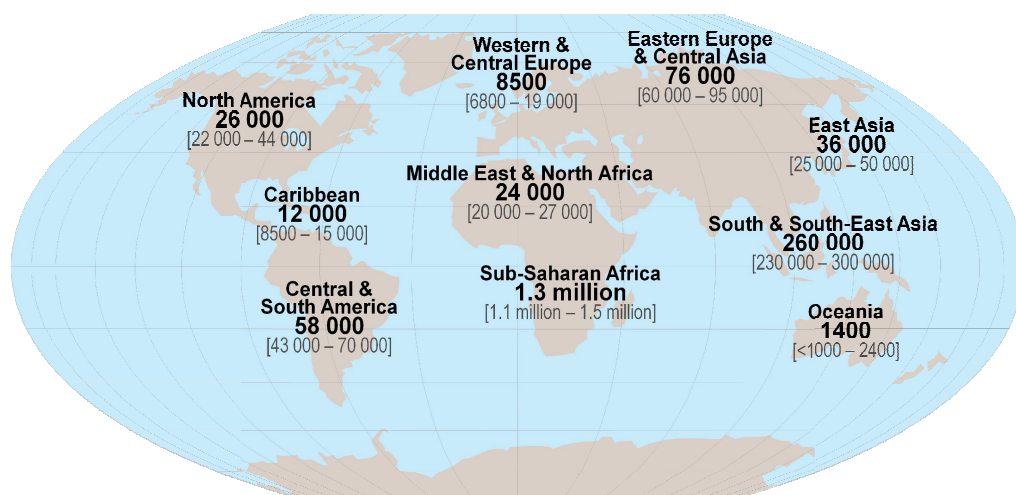 Western &
Central Europe
8500
[6800 – 19 000]
Eastern Europe
& Central Asia
76 000
[60 000 – 95 000]
North America
26 000
[22 000 – 44 000]
East Asia
36 000
[25 000 – 50 000]
Middle East & North Africa
24 000
[20 000 – 27 000]
Caribbean
12 000
[8500 – 15 000]
South & South-East Asia
260 000
[230 000 – 300 000]
Sub-Saharan Africa
1.3 million
[1.1 million – 1.5 million]
Central &
South America
58 000
[43 000 – 70 000]
Oceania
1400
[<1000 – 2400]